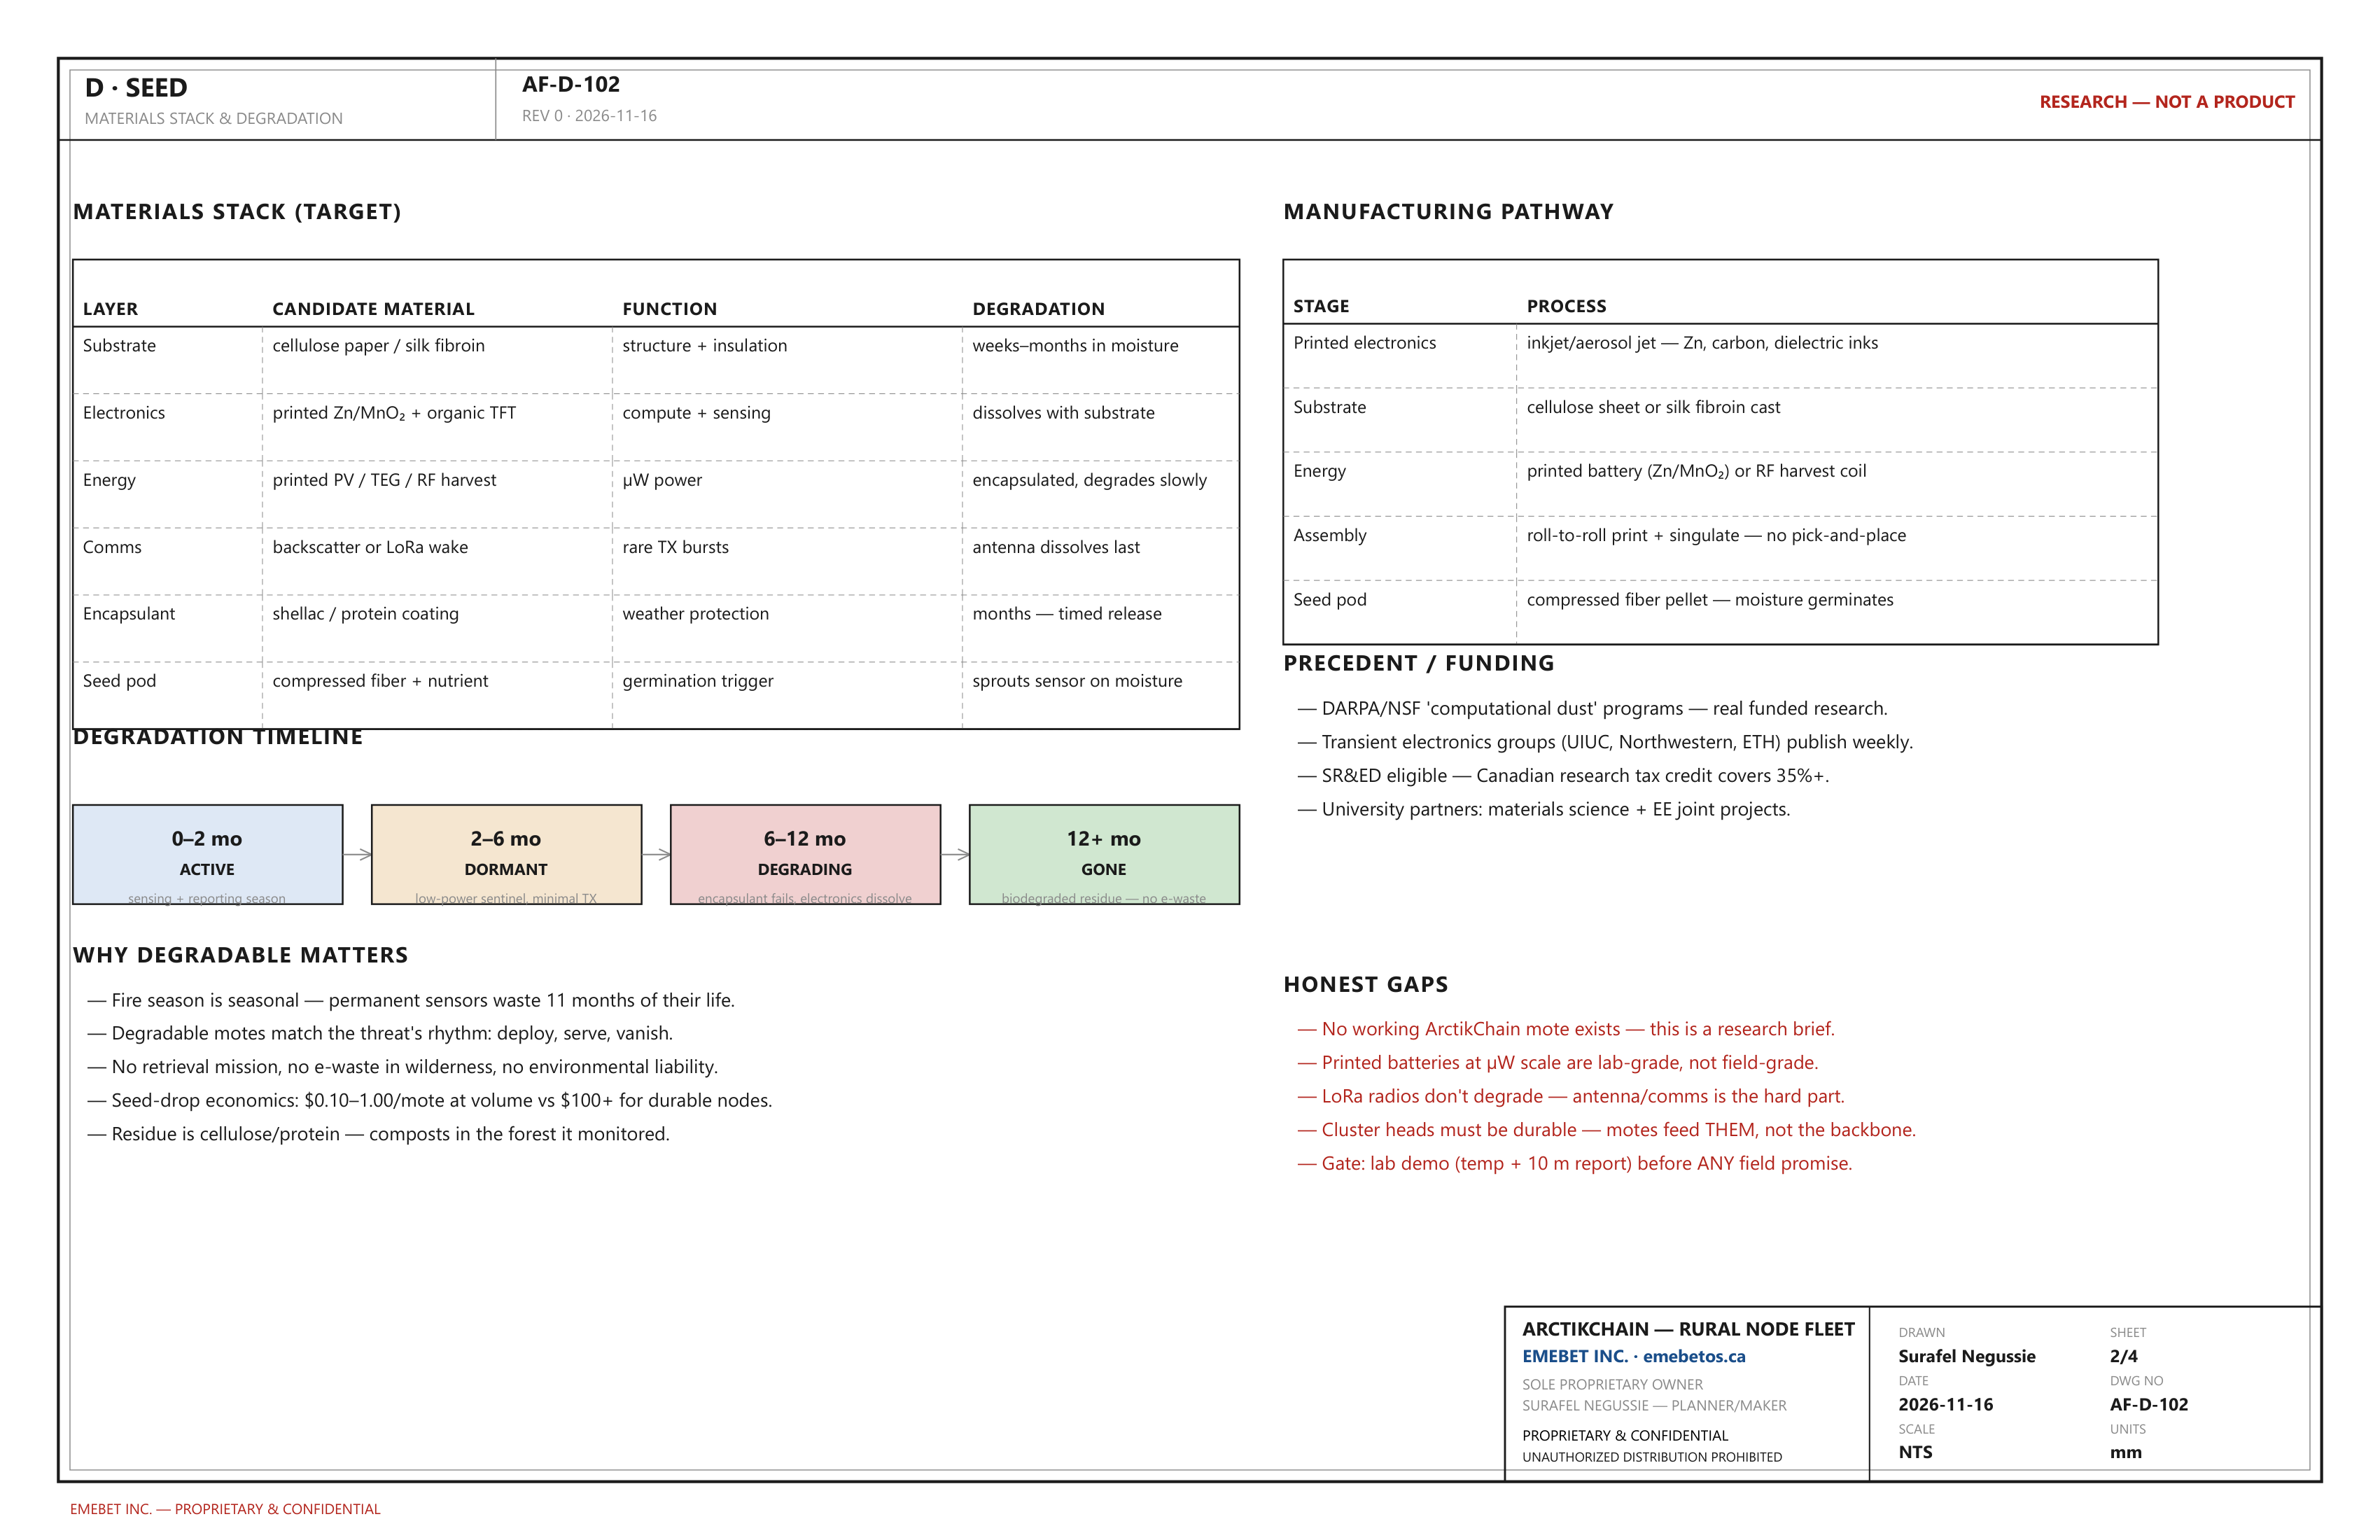 D · SEED
MATERIALS STACK & DEGRADATION
AF-D-102
REV 0 · 2026-11-16
RESEARCH — NOT A PRODUCT
MATERIALS STACK (TARGET)
LAYER CANDIDATE MATERIAL FUNCTION DEGRADATION
Substrate cellulose paper / silk fibroin structure + insulation weeks–months in moisture
Electronics printed Zn/MnO₂ + organic TFT compute + sensing dissolves with substrate
Energy printed PV / TEG / RF harvest µW power encapsulated, degrades slowly
Comms backscatter or LoRa wake rare TX bursts antenna dissolves last
Encapsulant shellac / protein coating weather protection months — timed release
Seed pod compressed fiber + nutrient germination trigger sprouts sensor on moisture
DEGRADATION TIMELINE
0–2 mo
ACTIVE
sensing + reporting season
2–6 mo
DORMANT
low-power sentinel, minimal TX
6–12 mo
DEGRADING
encapsulant fails, electronics dissolve
12+ mo
GONE
biodegraded residue — no e-waste
WHY DEGRADABLE MATTERS
— Fire season is seasonal — permanent sensors waste 11 months of their life.
— Degradable motes match the threat's rhythm: deploy, serve, vanish.
— No retrieval mission, no e-waste in wilderness, no environmental liability.
— Seed-drop economics: $0.10–1.00/mote at volume vs $100+ for durable nodes.
— Residue is cellulose/protein — composts in the forest it monitored.
MANUFACTURING PATHWAY
STAGE PROCESS
Printed electronics inkjet/aerosol jet — Zn, carbon, dielectric inks
Substrate cellulose sheet or silk fibroin cast
Energy printed battery (Zn/MnO₂) or RF harvest coil
Assembly roll-to-roll print + singulate — no pick-and-place
Seed pod compressed fiber pellet — moisture germinates
PRECEDENT / FUNDING
— DARPA/NSF 'computational dust' programs — real funded research.
— Transient electronics groups (UIUC, Northwestern, ETH) publish weekly.
— SR&ED eligible — Canadian research tax credit covers 35%+.
— University partners: materials science + EE joint projects.
HONEST GAPS
— No working ArctikChain mote exists — this is a research brief.
— Printed batteries at µW scale are lab-grade, not field-grade.
— LoRa radios don't degrade — antenna/comms is the hard part.
— Cluster heads must be durable — motes feed THEM, not the backbone.
— Gate: lab demo (temp + 10 m report) before ANY field promise.
ARCTIKCHAIN — RURAL NODE FLEET
EMEBET INC. · emebetos.ca
SOLE PROPRIETARY OWNER
SURAFEL NEGUSSIE — PLANNER/MAKER
PROPRIETARY & CONFIDENTIAL
UNAUTHORIZED DISTRIBUTION PROHIBITED
DRAWN SHEET
Surafel Negussie 2/4
DATE DWG NO
2026-11-16 AF-D-102
SCALE UNITS
NTS mm
EMEBET INC. — PROPRIETARY & CONFIDENTIAL